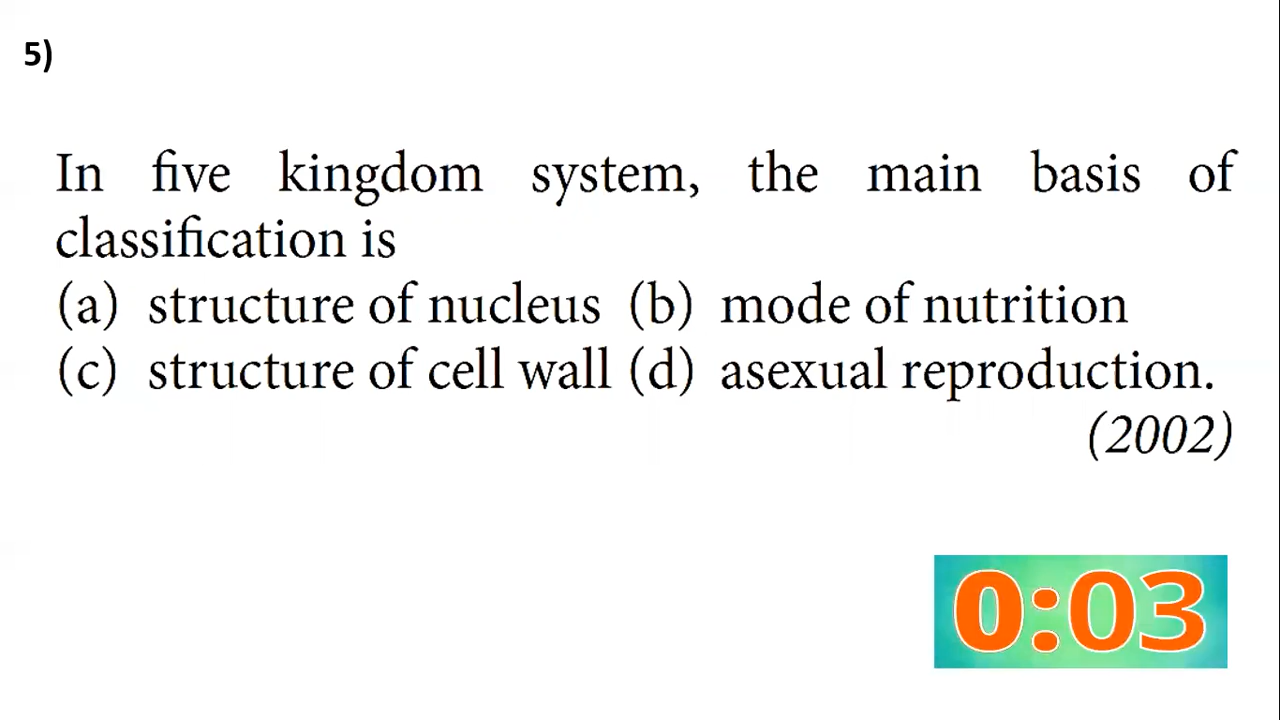 5)
In five kingdom system, the main basis of
classification is
(a) structure of nucleus (b) mode of nutrition
(c) structure of cell wall (d) asexual reproduction.
(2002)
0:03